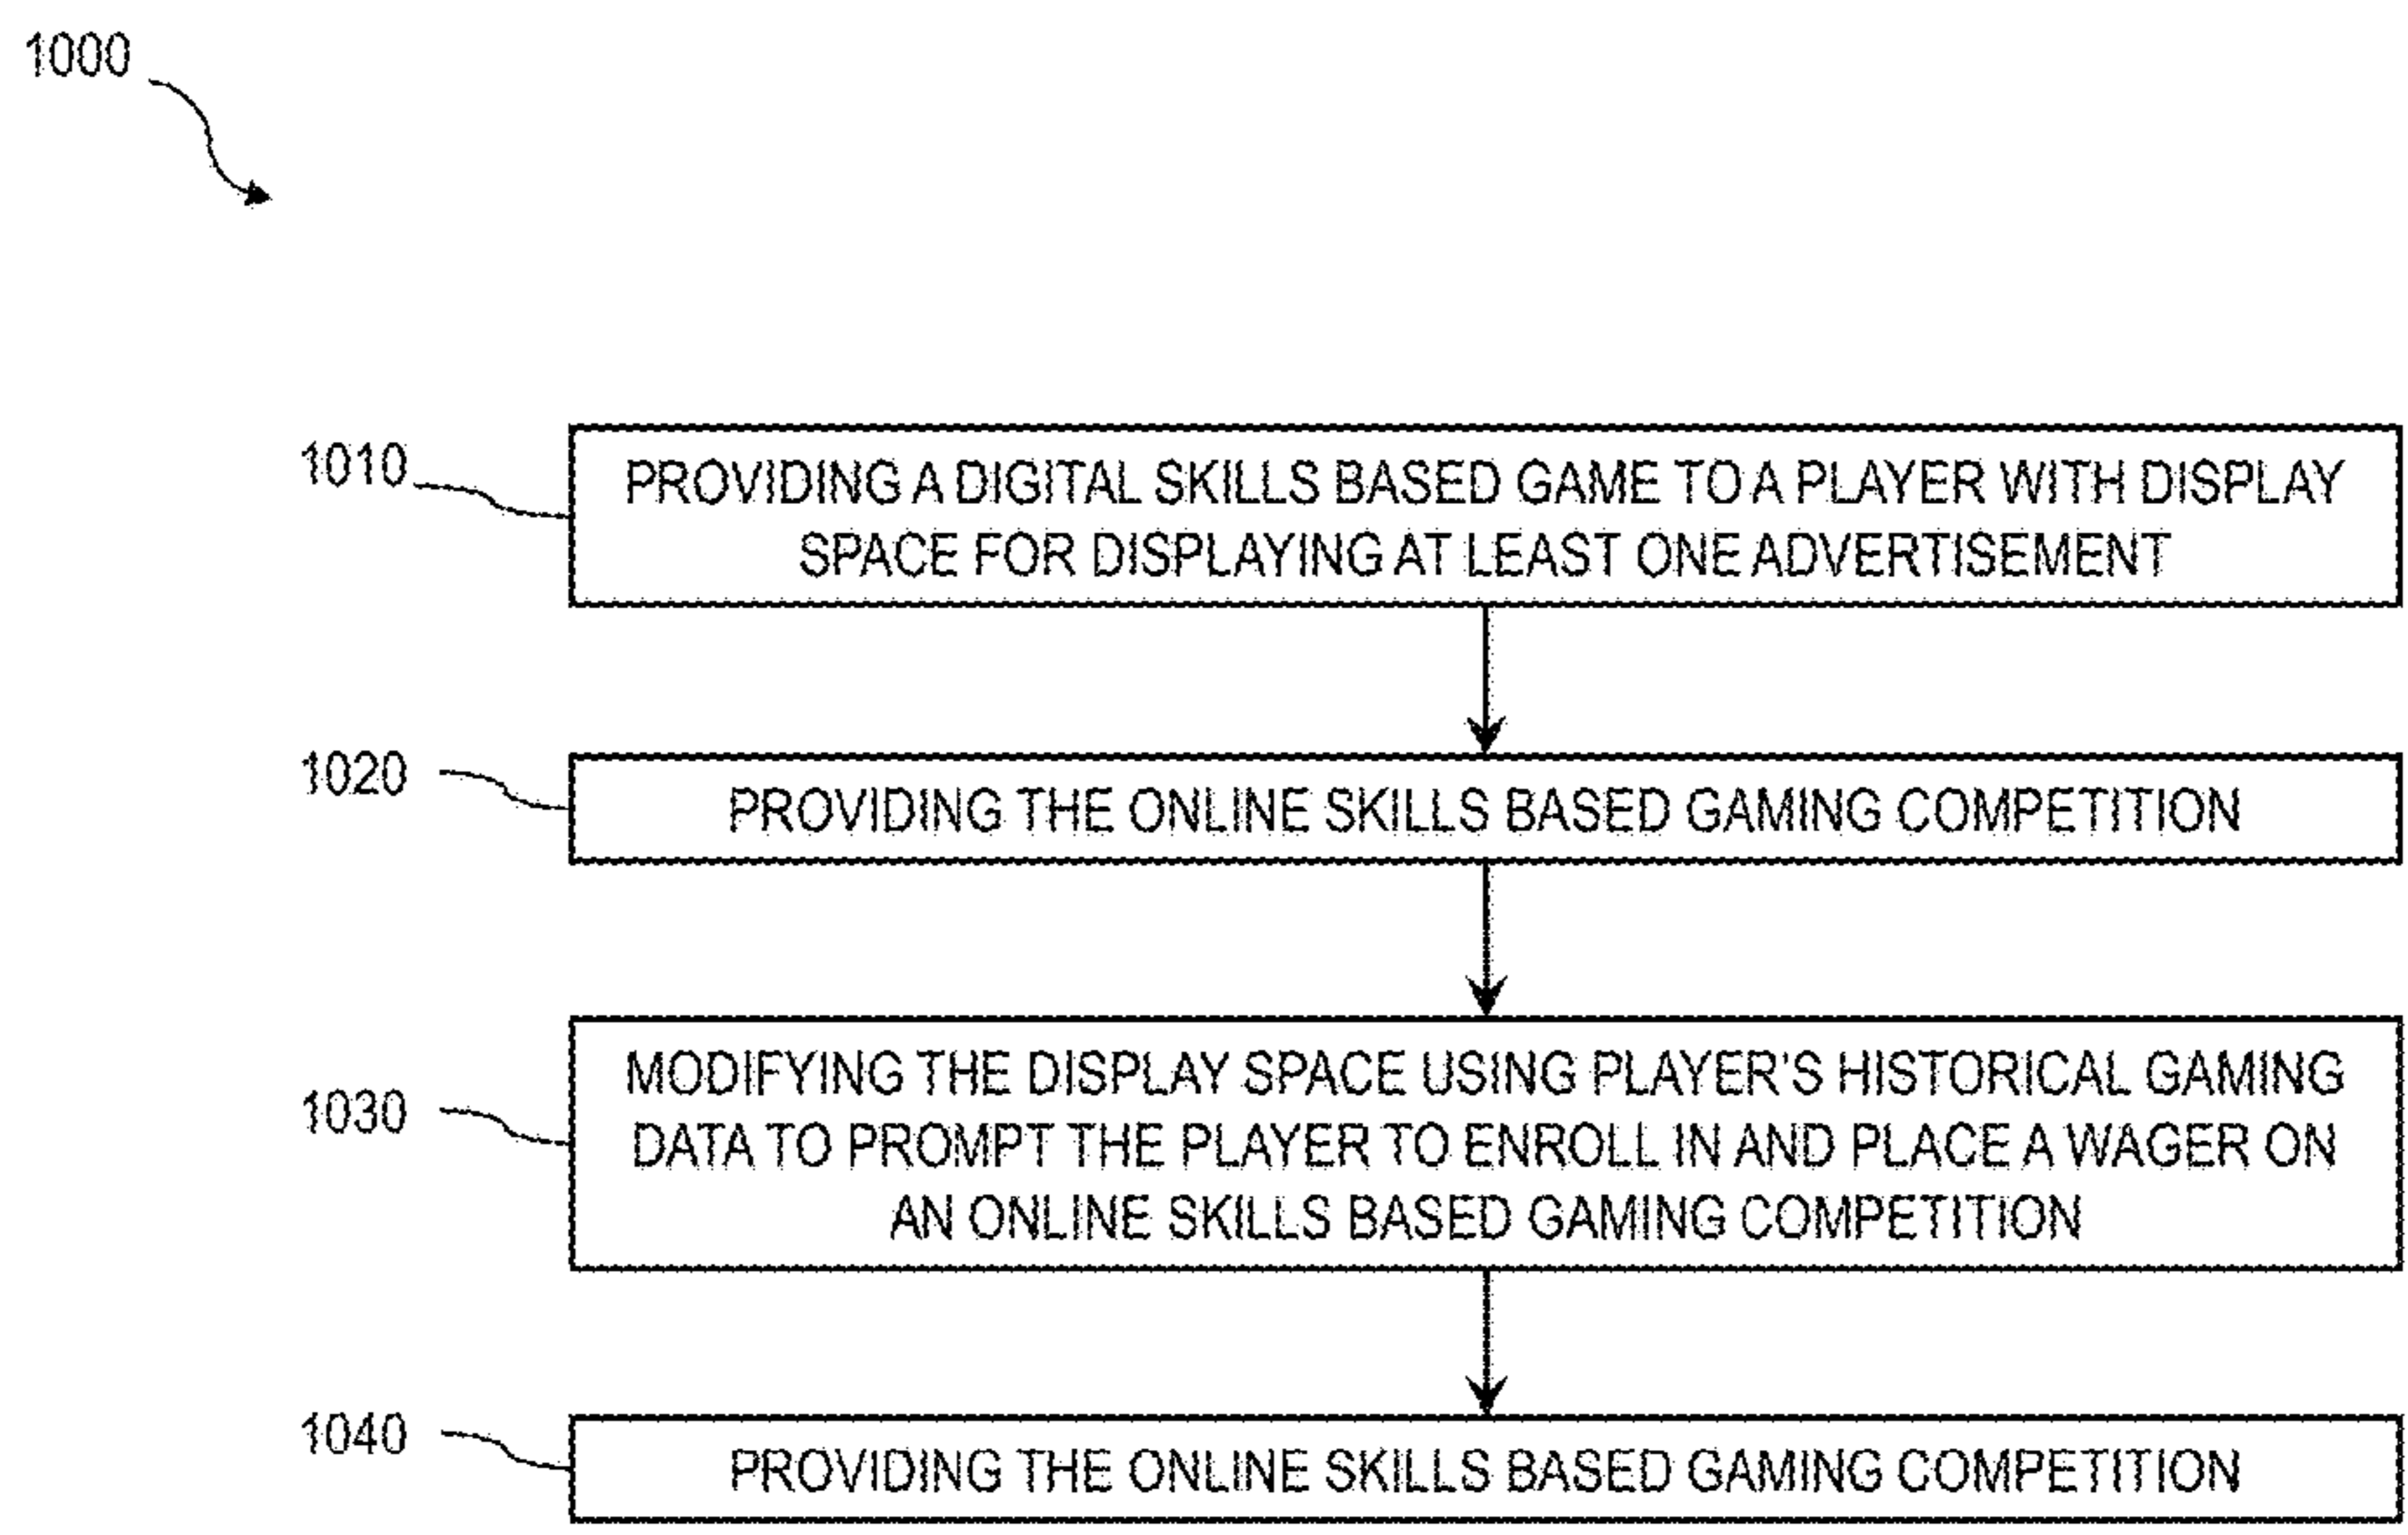 1000
1010
PROVIDING A DIGITAL SKILLS BASED GAME TO A PLAYER WITH DISPLAY
SPACE FOR DISPLAYING AT LEAST ONE ADVERTISEMENT
1020
PROVIDING THE ONLINE SKILLS BASED GAMING COMPETITION
1030
MODIFYING THE DISPLAY SPACE USING PLAYER'S HISTORICAL GAMING
DATA TO PROMPT THE PLAYER TO ENROLL IN AND PLACE A WAGER ON
AN ONLINE SKILLS BASED GAMING COMPETITION
1040
PROVIDING THE ONLINE SKILLS BASED GAMING COMPETITION